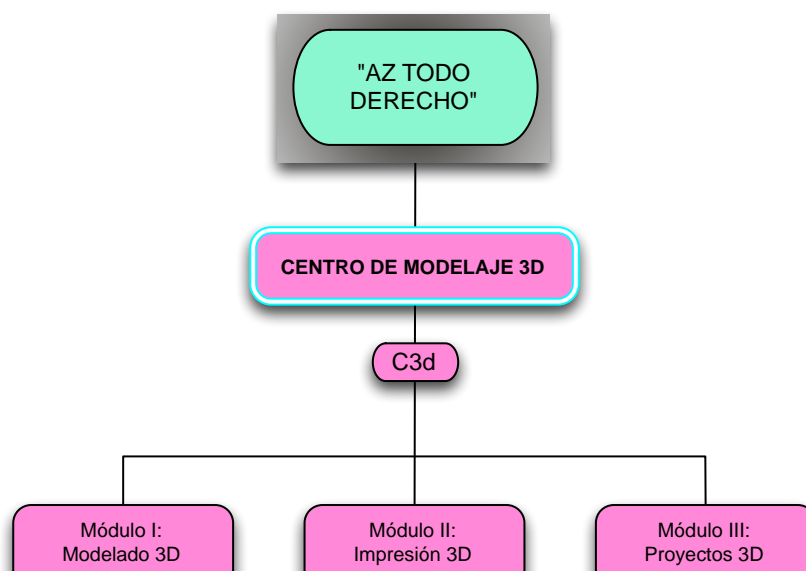 "AZ TODO
DERECHO"
CENTRO DE MODELAJE 3D
C3d
Módulo I:
Modelado 3D
Módulo II:
Impresión 3D
Módulo III:
Proyectos 3D